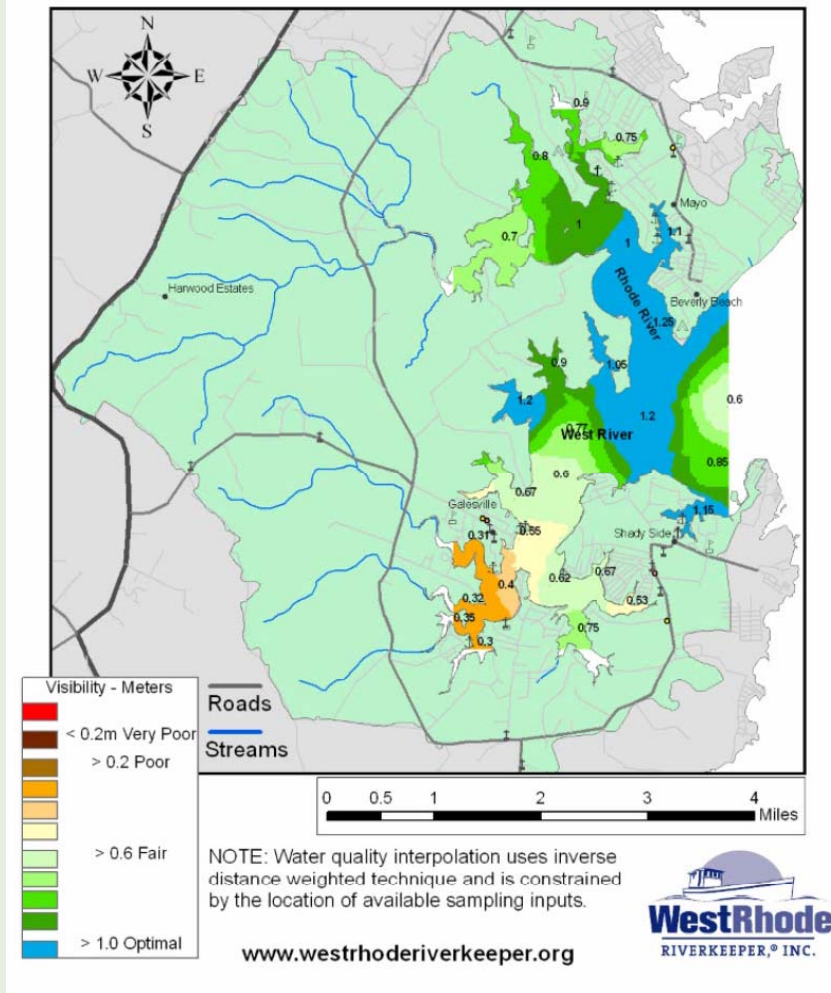 N
W E
S
0.9
0.75
0.8
Mayo
1
1.1
0.7
1
Rhode River
Harwood Estates
Beverly Beach
1.25
0.9
1.05
1.2
0.6
1.2
0.77
West River
0.85
0.6
0.67
1.15
Galesville
0.55
Shady Side
0.31
0.62
0.67
0.4
0.32
0.53
0.35
0.75
0.3
Visibility - Meters
< 0.2m Very Poor
> 0.2 Poor
> 0.6 Fair
> 1.0 Optimal
Roads
Streams
0 0.5 1 2 3 4
Miles
NOTE: Water quality interpolation uses inverse
distance weighted technique and is constrained
by the location of available sampling inputs.
www.westrhoderiverkeeper.org
WestRhode
RIVERKEEPER,® INC.